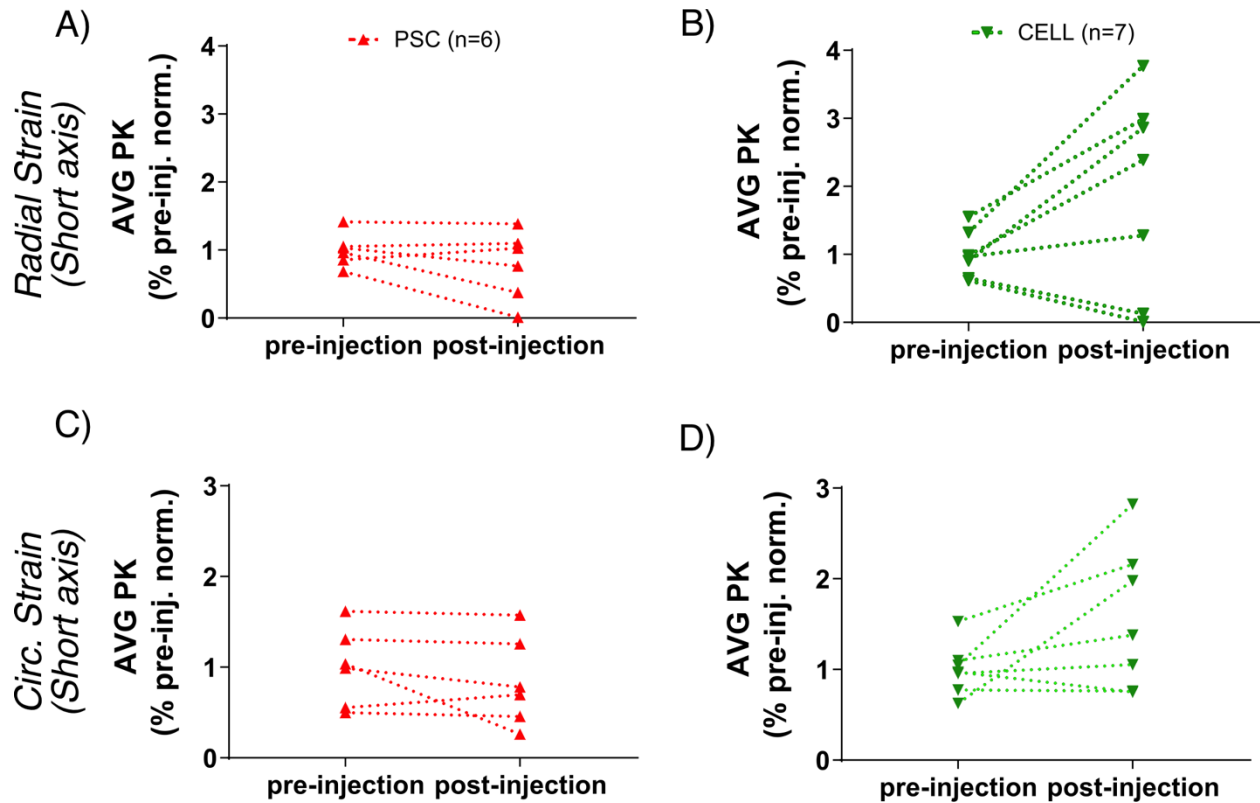 A)
PSC (n=6)
Radial Strain
(Short axis)
AVG PK
(% pre-inj. norm.)
4
3
2
1
0
pre-injection post-injection
B)
CELL (n=7)
AVG PK
(% pre-inj. norm.)
4
3
2
1
0
pre-injection post-injection
C)
Circ. Strain
(Short axis)
AVG PK
(% pre-inj. norm.)
3
2
1
0
pre-injection post-injection
D)
AVG PK
(% pre-inj. norm.)
3
2
1
0
pre-injection post-injection